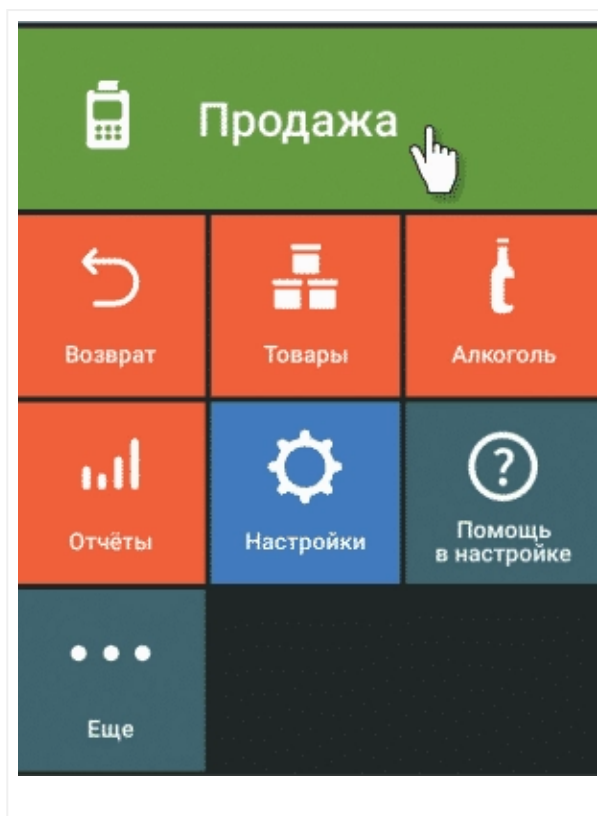 Продажа
Возврат
Товары
Алкоголь
Отчёты
Настройки
Помощь
в настройке
Еще